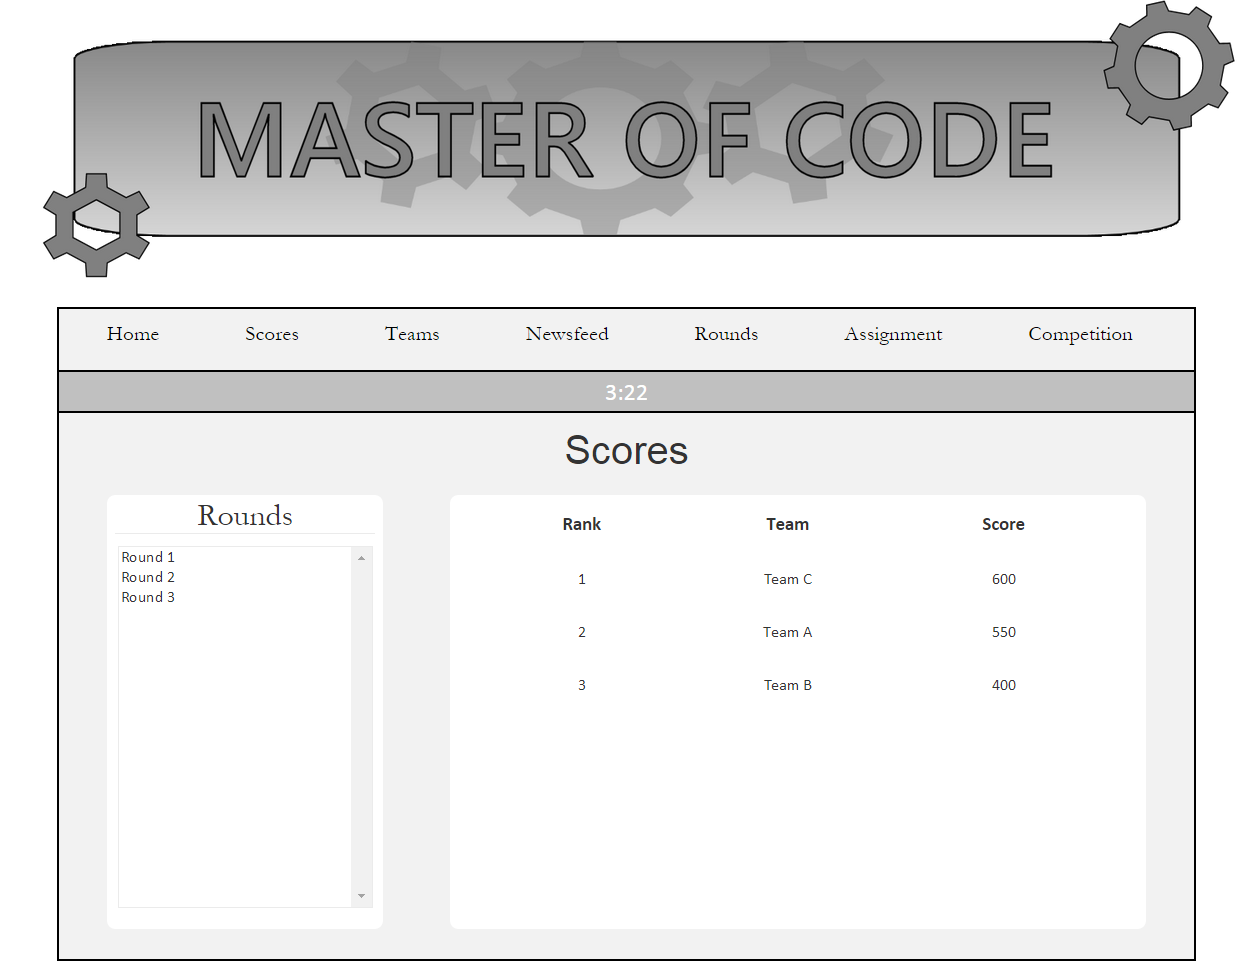 MASTER OF CODE
Home Scores Teams Newsfeed Rounds Assignment Competition
3:22
Scores
Rounds
Round 1
Round 2
Round 3
Rank Team Score
1 Team C 600
2 Team A 550
3 Team B 400